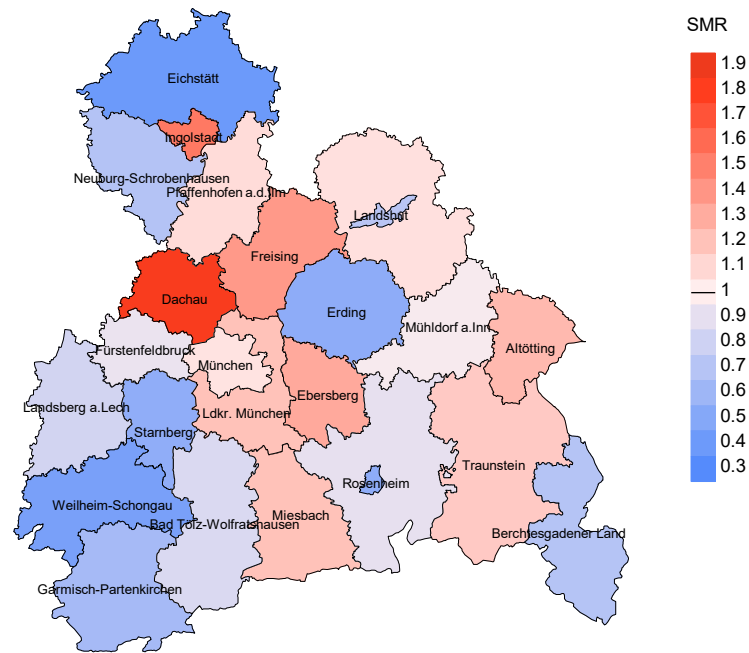 SMR
1.9
1.8
1.7
1.6
1.5
1.4
1.3
1.2
1.1
1
0.9
0.8
0.7
0.6
0.5
0.4
0.3
Eichstätt
Ingolstadt
Neuburg-Schrobenhausen
Pfaffenhofen a.d.Ilm
Landshut
Freising
Dachau
Erding
Mühldorf a.Inn
Altötting
Fürstenfeldbruck
München
Ebersberg
Landsberg a.Lech
Ldkr. München
Starnberg
Traunstein
Rosenheim
Weilheim-Schongau
Miesbach
Bad Tölz-Wolfratshausen
Berchtesgadener Land
Garmisch-Partenkirchen